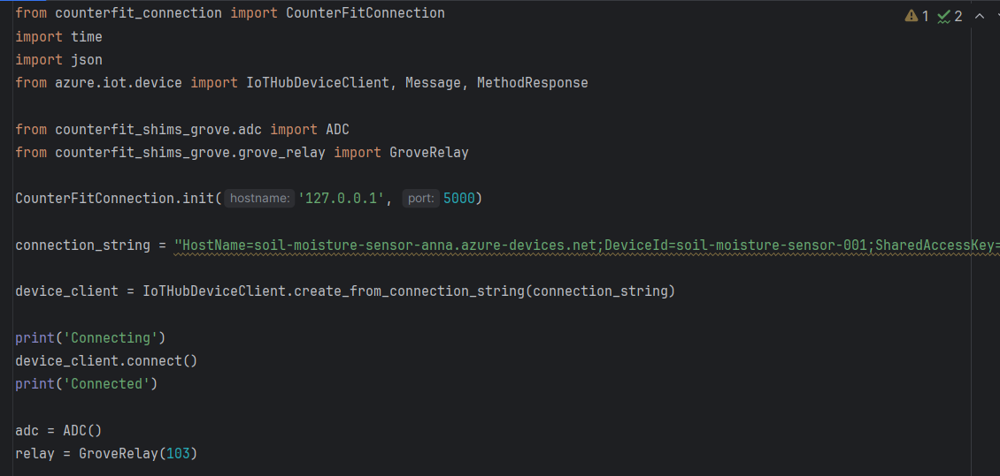 from counterfit_connection import CounterFitConnection
import time
import json
from azure.iot.device import IoTHubDeviceClient, Message, MethodResponse
from counterfit_shims_grove.adc import ADC
from counterfit_shims_grove.grove_relay import GroveRelay
CounterFitConnection.init( hostname: '127.0.0.1', port: 5000)
connection_string = "HostName=soil-moisture-sensor-anna.azure-devices.net;DeviceId=soil-moisture-sensor-001;SharedAccessKey=
device_client = IoTHubDeviceClient.create_from_connection_string(connection_string)
print('Connecting')
device_client.connect()
print('Connected')
adc = ADC()
relay = GroveRelay(103)
1 2